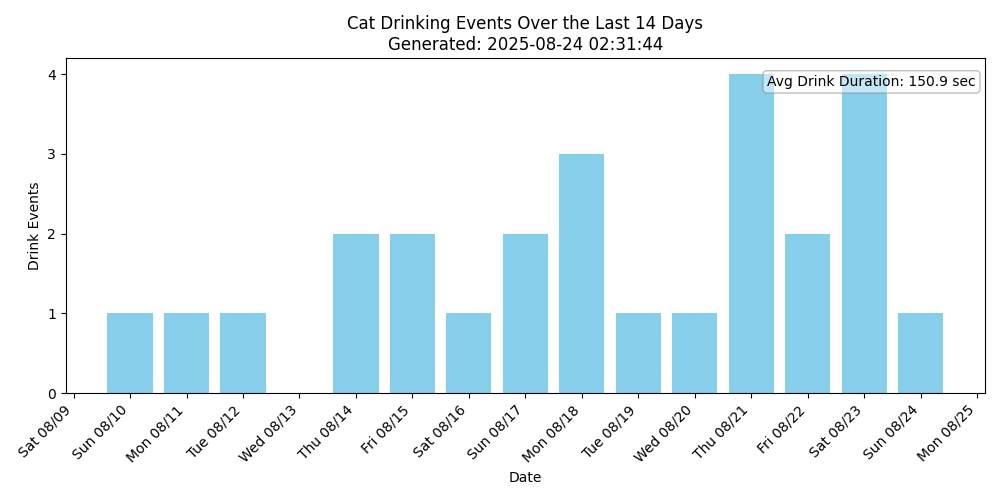 Cat Drinking Events Over the Last 14 Days
Generated: 2025-08-24 02:31:44
Avg Drink Duration: 150.9 sec
Drink Events
4
3
2
1
0
Sat 08/09
Sun 08/10
Mon 08/11
Tue 08/12
Wed 08/13
Thu 08/14
Fri 08/15
Sat 08/16
Sun 08/17
Mon 08/18
Tue 08/19
Wed 08/20
Thu 08/21
Fri 08/22
Sat 08/23
Sun 08/24
Mon 08/25
Date